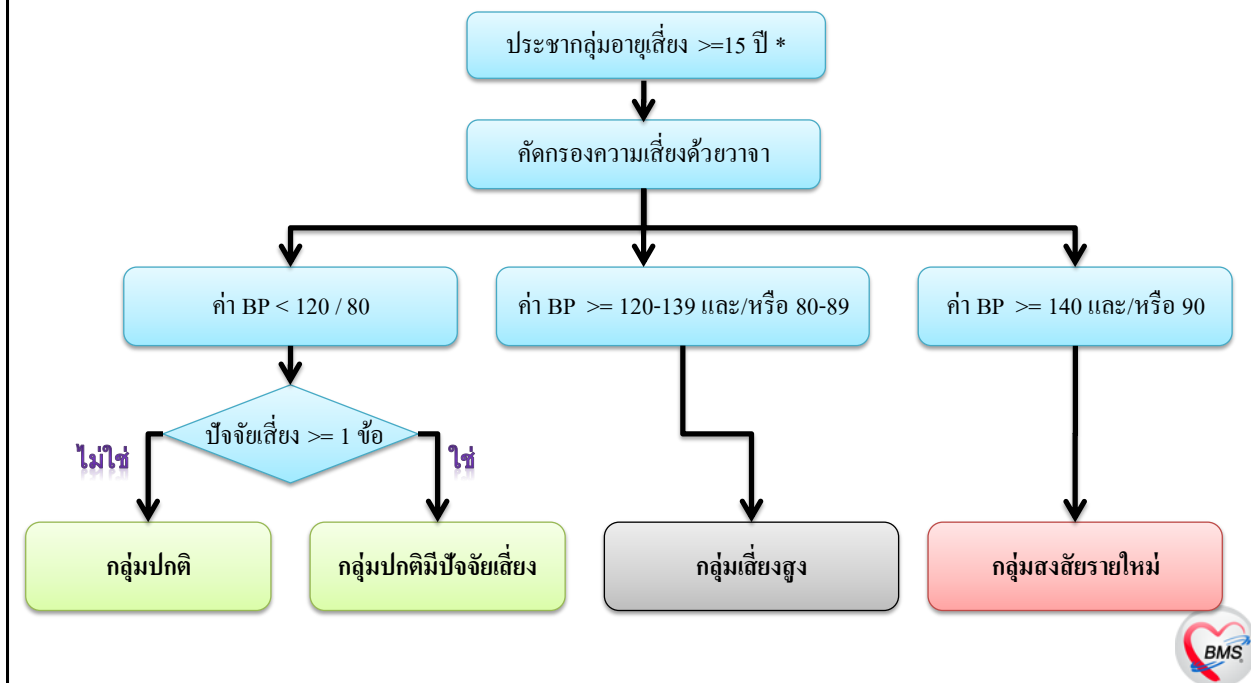 ประชากลุ่มอายุเสี่ยง >=15 ปี *
คัดกรองความเสี่ยงด้วยวาจา
ค่า BP < 120 / 80
ค่า BP >= 120-139 และ/หรือ 80-89
ค่า BP >= 140 และ/หรือ 90
ปัจจัยเสี่ยง >= 1 ข้อ
ไม่ใช่
ใช่
กลุ่มปกติ
กลุ่มปกติมีปัจจัยเสี่ยง
กลุ่มเสี่ยงสูง
กลุ่มสงสัยรายใหม่
BMS